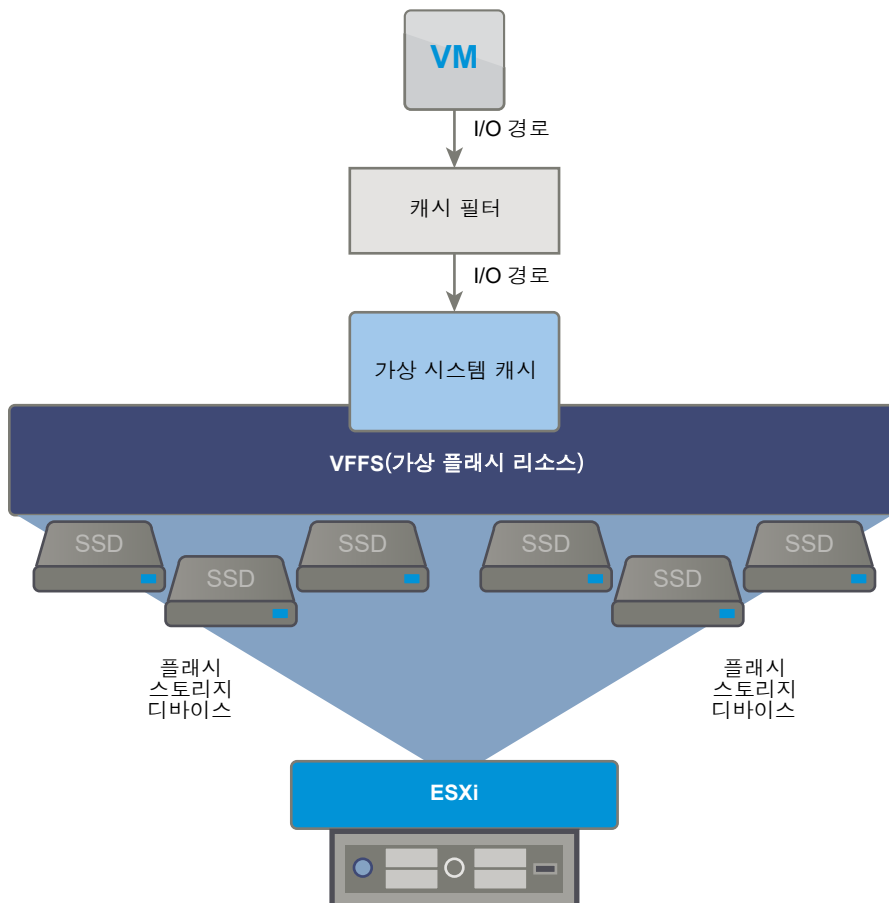 VM
I/O 경로
캐시 필터
I/O 경로
가상 시스템 캐시
VFFS(가상 플래시 리소스)
SSD
SSD
SSD
SSD
SSD
SSD
플래시
스토리지
디바이스
플래시
스토리지
디바이스
ESXi